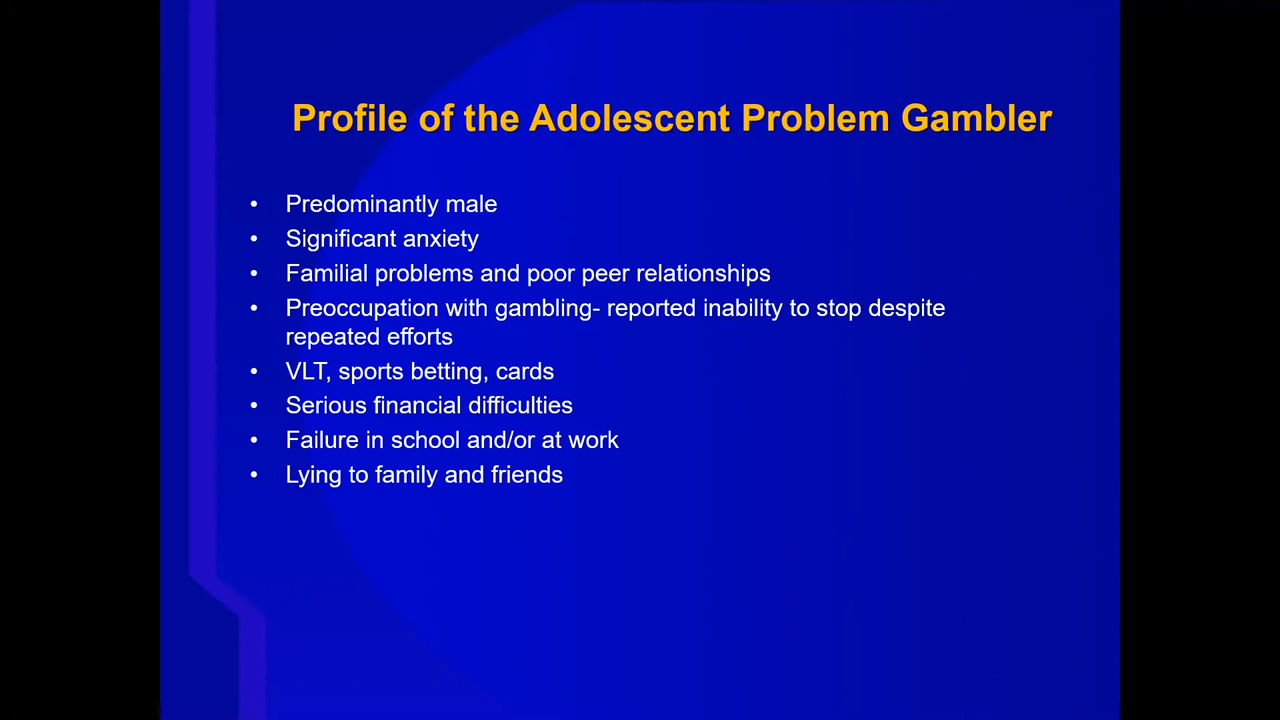 Profile of the Adolescent Problem Gambler
• Predominantly male
• Significant anxiety
• Familial problems and poor peer relationships
• Preoccupation with gambling- reported inability to stop despite
repeated efforts
• VLT, sports betting, cards
• Serious financial difficulties
• Failure in school and/or at work
• Lying to family and friends